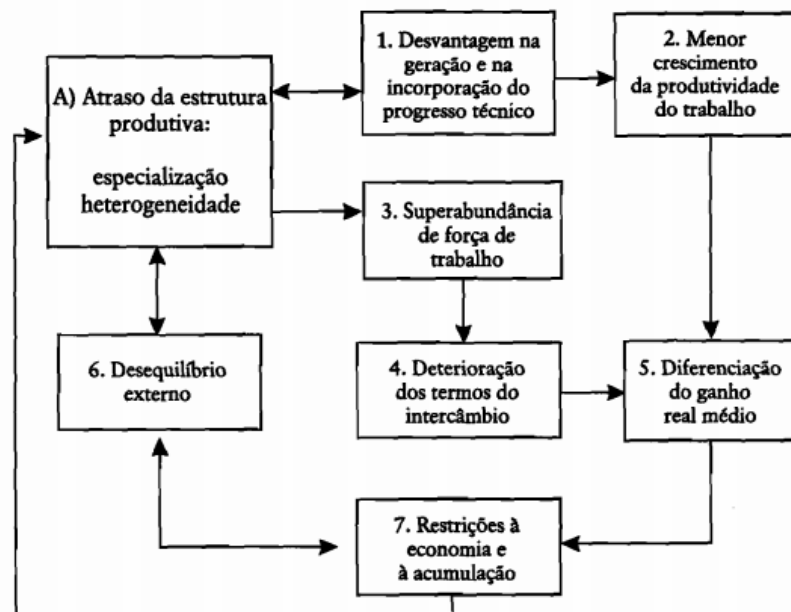 A) Atraso da estrutura
produtiva:
especialização
heterogeneidade
1. Desvantagem na
geração e na
incorporação do
progresso técnico
2. Menor
crescimento
da produtividade
do trabalho
3. Superabundância
de força de
trabalho
6. Desequilíbrio
externo
4. Deterioração
dos termos do
intercâmbio
5. Diferenciação
do ganho
real médio
7. Restrições à
economia e
à acumulação